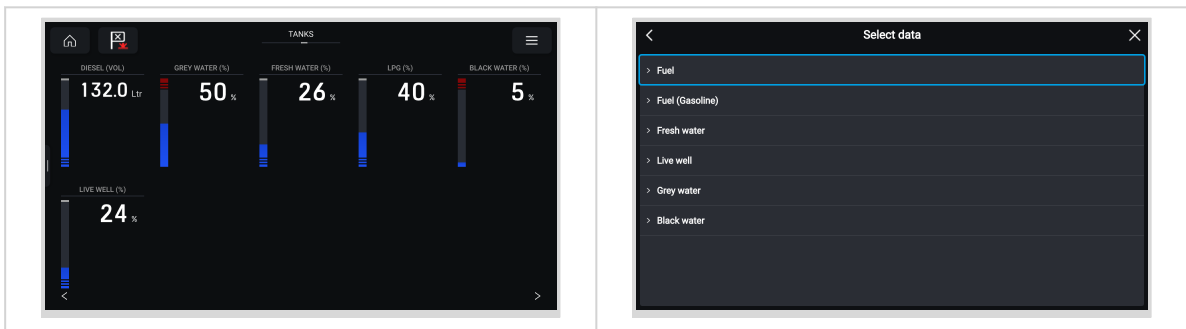 TANKS
DIESEL (VOL) GREY WATER (%) FRESH WATER (%) LPG (%) BLACK WATER (%)
132.0 Ltr 50 % 26 % 40 % 5 %
LIVE WELL (%)
24 %
< >
< Select data X
> Fuel
> Fuel (Gasoline)
> Fresh water
> Live well
> Grey water
> Black water